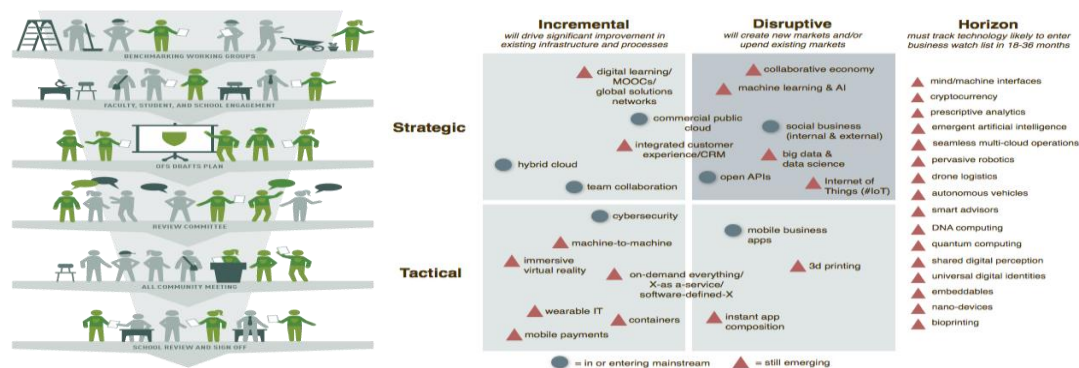 BENCHMARKING WORKING GROUPS
FACULTY, STUDENT, AND SCHOOL ENGAGEMENT
OFS DRAFTS PLAN
REVIEW COMMITTEE
ALL COMMUNITY MEETING
SCHOOL REVIEW AND SIGN OFF
Incremental
will drive significant improvement in
existing infrastructure and processes
Disruptive
will create new markets and/or
upend existing markets
Horizon
must track technology likely to enter
business watch list in 18-36 months
Strategic
digital learning/
MOOCs/
global solutions
networks
commercial public
cloud
integrated customer
experience/CRM
hybrid cloud
team collaboration
collaborative economy
machine learning & AI
social business
(internal & external)
big data &
data science
open APIs
Internet of
Things (#IoT)
Tactical
cybersecurity
machine-to-machine
immersive
virtual reality
on-demand everything/
X-as a-service/
software-defined-X
wearable IT
containers
mobile payments
mobile business
apps
3d printing
instant app
composition
mind/machine interfaces
cryptocurrency
prescriptive analytics
emergent artificial intelligence
seamless multi-cloud operations
pervasive robotics
drone logistics
autonomous vehicles
smart advisors
DNA computing
quantum computing
shared digital perception
universal digital identities
embeddables
nano-devices
bioprinting
= in or entering mainstream
= still emerging